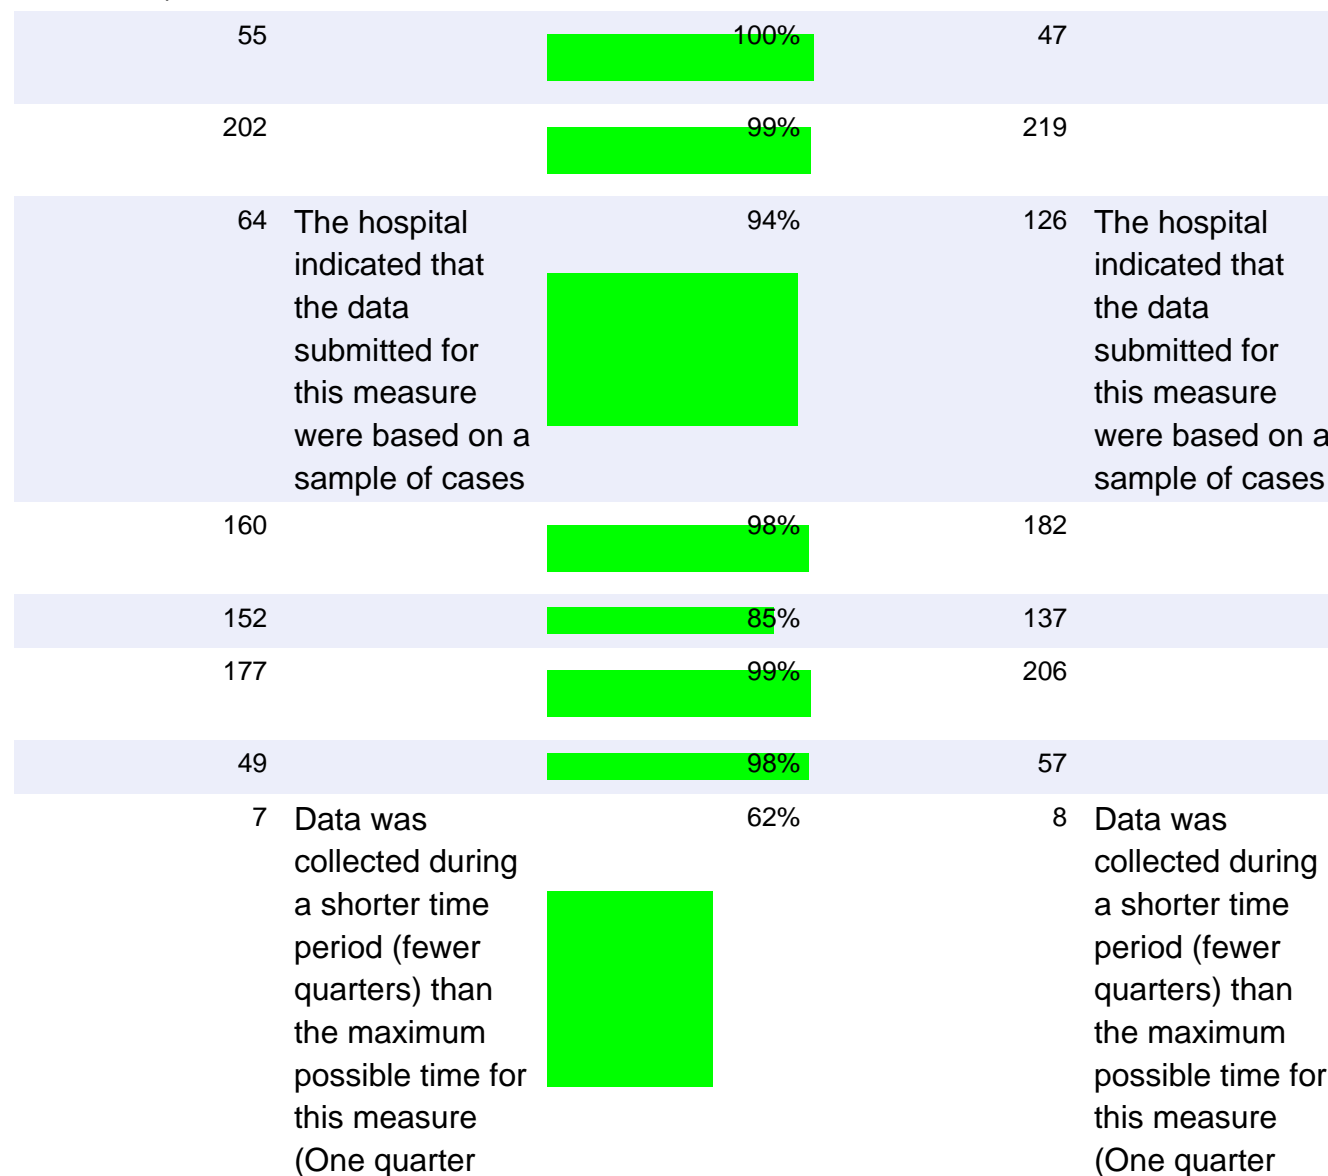 55 100% 47
202 99% 219
64 The hospital 94% 126 The hospital
indicated that indicated that
the data the data
submitted for submitted for
this measure this measure
were based on a were based on a
sample of cases sample of cases
160 98% 182
152 85% 137
177 99% 206
49 98% 57
7 Data was 62% 8 Data was
collected during collected during
a shorter time a shorter time
period (fewer period (fewer
quarters) than quarters) than
the maximum the maximum
possible time for possible time for
this measure this measure
(One quarter (One quarter